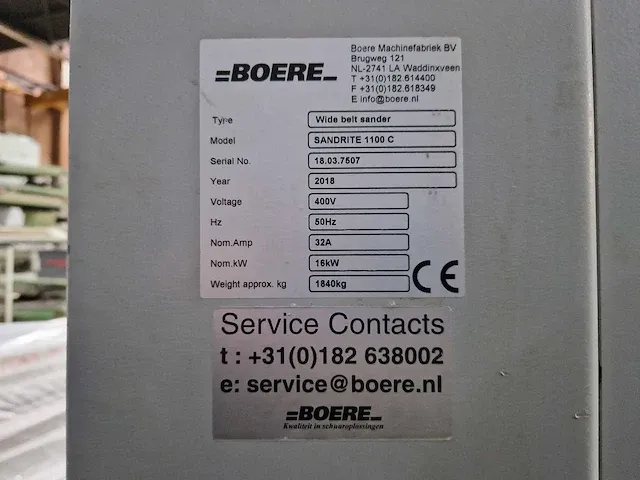 =BOERE_
Boere Machinefabriek BV
Brugweg 121
NL-2741 LA Waddinxveen
T +31(0)182.614400
F +31(0)182.618349
E info@boere.nl
Type Wide belt sander
Model SANDRITE 1100 C
Serial No. 18.03.7507
Year 2018
Voltage 400V
Hz 50Hz
Nom.Amp 32A
Nom.kW 16kW
Weight approx. kg 1840kg
CE
Service Contacts
t : +31(0)182 638002
e: service@boere.nl
=BOERE_
Kwaliteit in schuuroplossingen